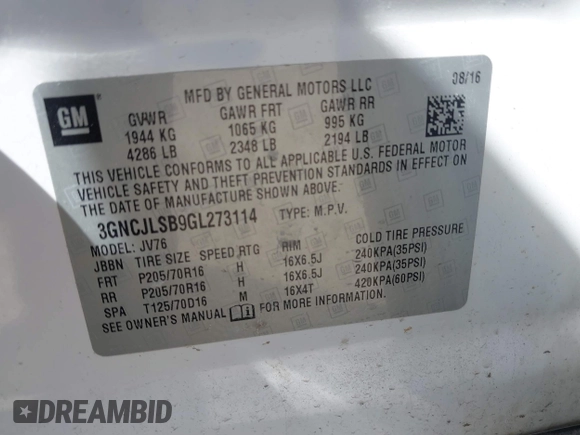 GM
MFD BY GENERAL MOTORS LLC
08/16
GVWR GAWR FRT GAWR RR
1944 KG 1065 KG 995 KG
4286 LB 2348 LB 2194 LB
THIS VEHICLE CONFORMS TO ALL APPLICABLE U.S. FEDERAL MOTOR
VEHICLE SAFETY AND THEFT PREVENTION STANDARDS IN EFFECT ON
THE DATE OF MANUFACTURE SHOWN ABOVE.
3GNCJLSB9GL273114 TYPE: M.P.V.
MODEL: JV76
JBBN TIRE SIZE SPEED RTG RIM COLD TIRE PRESSURE
FRT P205/70R16 H 16X6.5J 240KPA(35PSI)
RR P205/70R16 H 16X6.5J 240KPA(35PSI)
SPA T125/70D16 M 16X4T 420KPA(60PSI)
SEE OWNER'S MANUAL FOR MORE INFORMATION.
DREAMBID